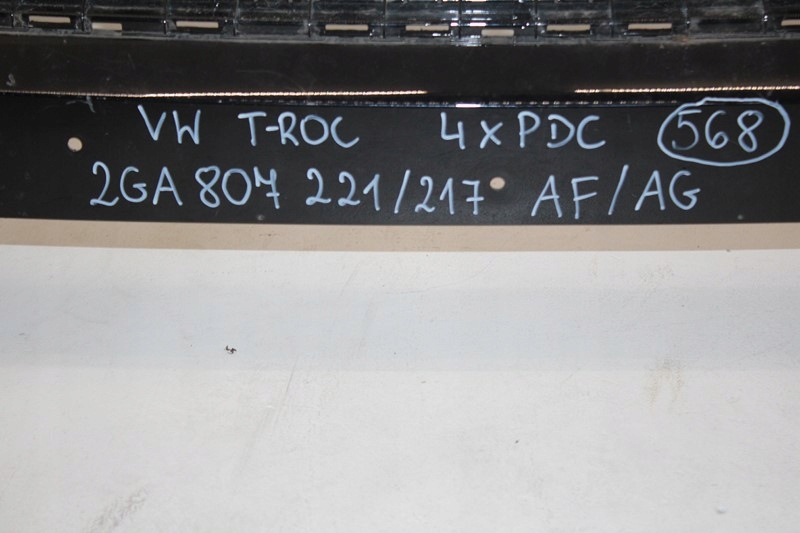 VW T-ROC 4xPDC 568
2GA 807 221/217 AF/AG